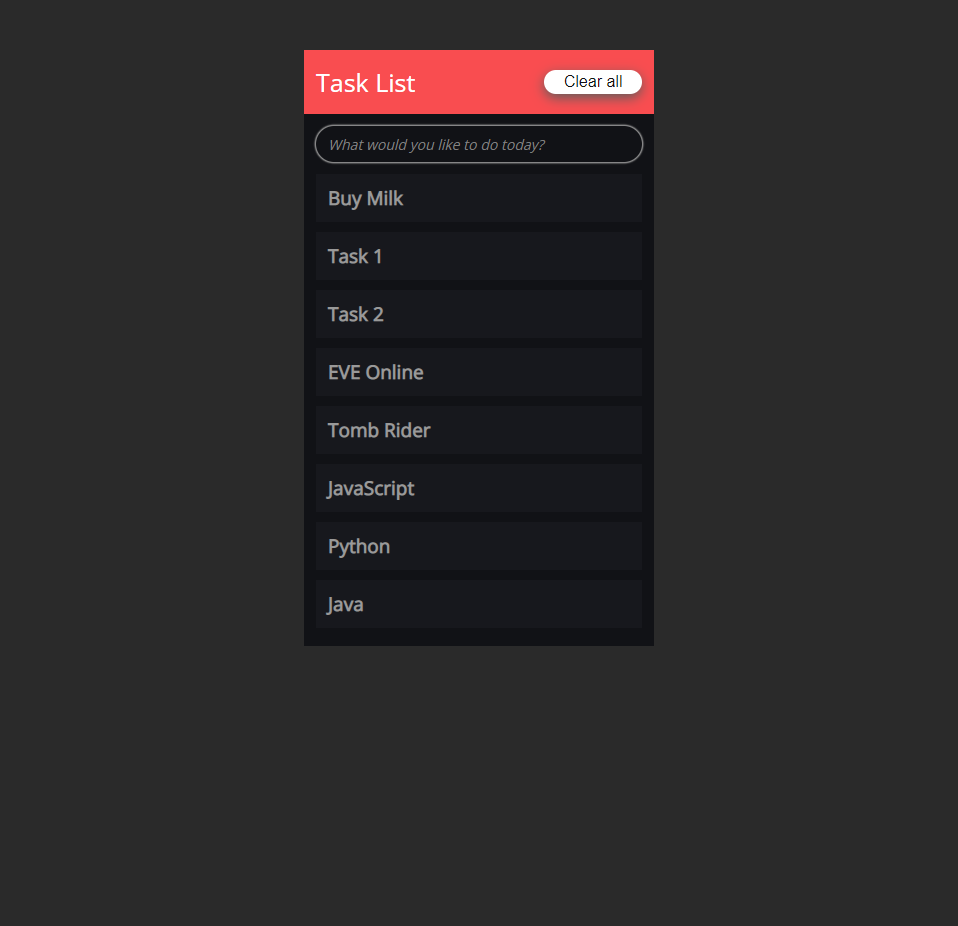 Task List
Clear all
What would you like to do today?
Buy Milk
Task 1
Task 2
EVE Online
Tomb Rider
JavaScript
Python
Java